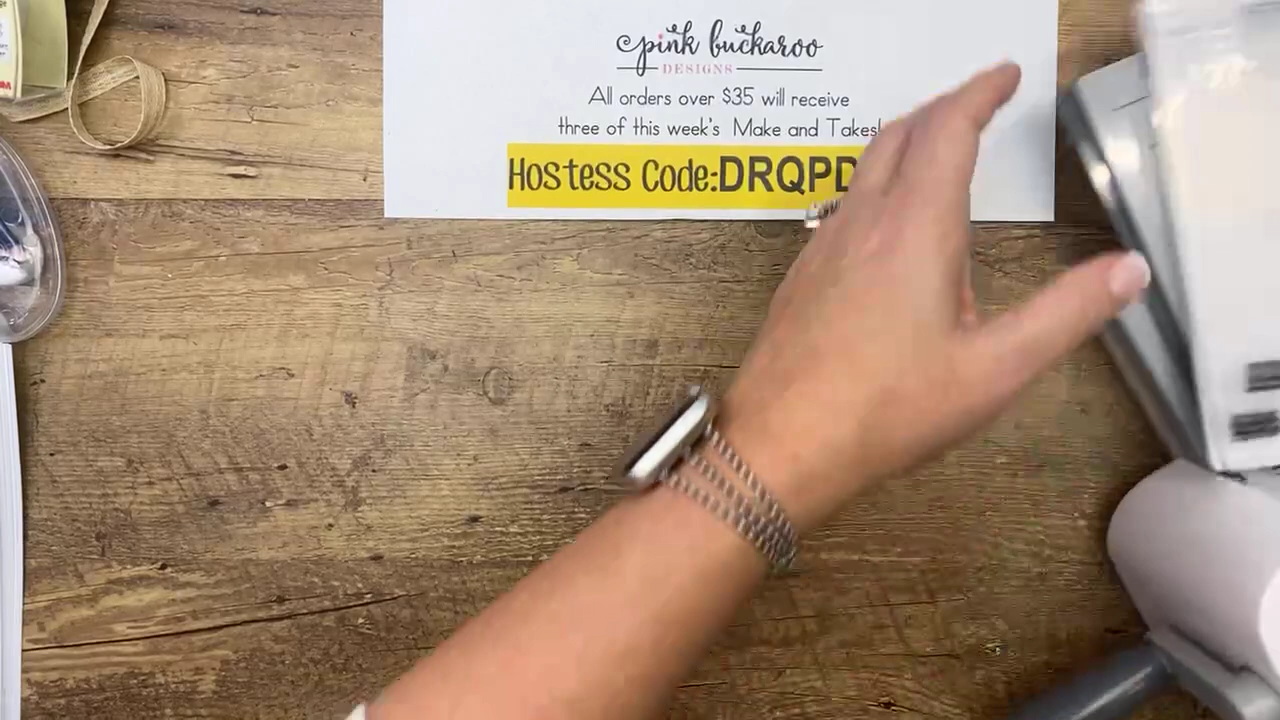 pink buckaroo
DESIGNS
All orders over $35 will receive
three of this week's Make and Takes!
Hostess Code:DRQPD